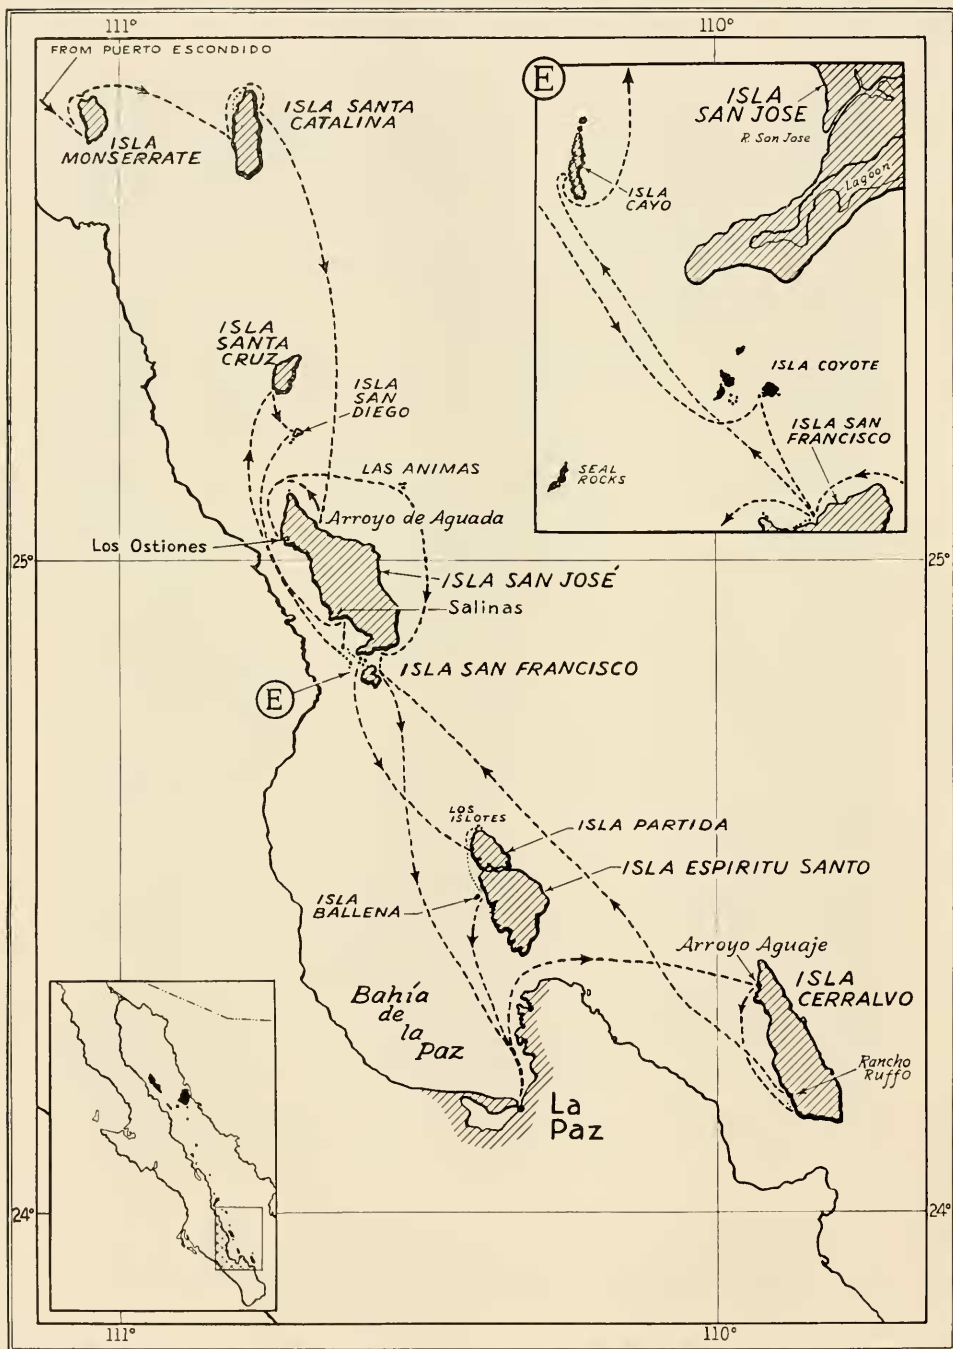 111°
110°
FROM PUERTO ESCONDIDO
ISLA
MONSERRATE
ISLA SANTA
CATALINA
E
ISLA
SAN JOSE
R. San Jose
Lagoon
ISLA
CAYO
ISLA COYOTE
ISLA SAN
FRANCISCO
SEAL
ROCKS
ISLA
SANTA
CRUZ
ISLA
SAN
DIEGO
LAS ANIMAS
Arroyo de Aguada
Los Ostiones
25°
25°
ISLA SAN JOSÉ
Salinas
ISLA SAN FRANCISCO
E
LOS
ISLOTES
ISLA PARTIDA
ISLA ESPIRITU SANTO
ISLA
BALLENA
Arroyo Aguaje
ISLA
CERRALVO
Bahía
de
la
Paz
Rancho
Ruffo
La
Paz
24°
24°
111°
110°